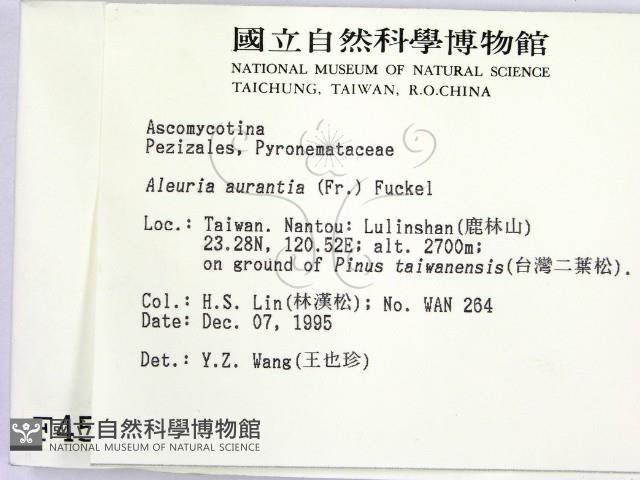 國立自然科學博物館
NATIONAL MUSEUM OF NATURAL SCIENCE
TAICHUNG, TAIWAN, R.O.CHINA
Ascomycotina
Pezizales, Pyronemataceae
Aleuria aurantia (Fr.) Fuckel
Loc.: Taiwan. Nantou: Lulinshan(鹿林山)
23.28N, 120.52E; alt. 2700m;
on ground of Pinus taiwanensis(台灣二葉松).
Col.: H.S. Lin(林漢松); No. WAN 264
Date: Dec. 07, 1995
Det.: Y.Z. Wang(王也珍)
國立自然科學博物館
NATIONAL MUSEUM OF NATURAL SCIENCE